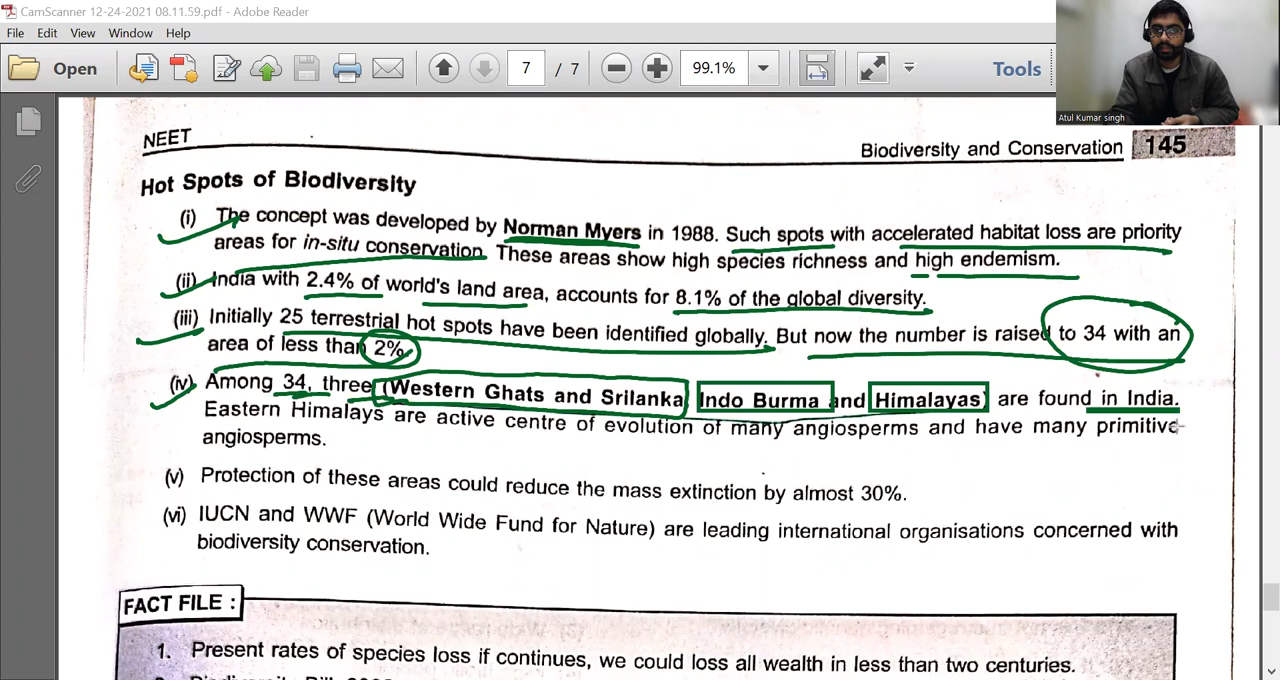 CamScanner 12-24-2021 08.11.59.pdf - Adobe Reader
File Edit View Window Help
Open 7 / 7 99.1% Tools
Atul Kumar singh
NEET Biodiversity and Conservation 145
Hot Spots of Biodiversity
(i) The concept was developed by Norman Myers in 1988. Such spots with accelerated habitat loss are priority
areas for in-situ conservation. These areas show high species richness and high endemism.
(ii) India with 2.4% of world's land area, accounts for 8.1% of the global diversity.
(iii) Initially 25 terrestrial hot spots have been identified globally. But now the number is raised to 34 with an
area of less than 2%.
(iv) Among 34, three (Western Ghats and Srilanka Indo Burma and Himalayas) are found in India.
Eastern Himalays are active centre of evolution of many angiosperms and have many primitive
angiosperms.
(v) Protection of these areas could reduce the mass extinction by almost 30%.
(vi) IUCN and WWF (World Wide Fund for Nature) are leading international organisations concerned with
biodiversity conservation.
FACT FILE :
1. Present rates of species loss if continues, we could loss all wealth in less than two centuries.